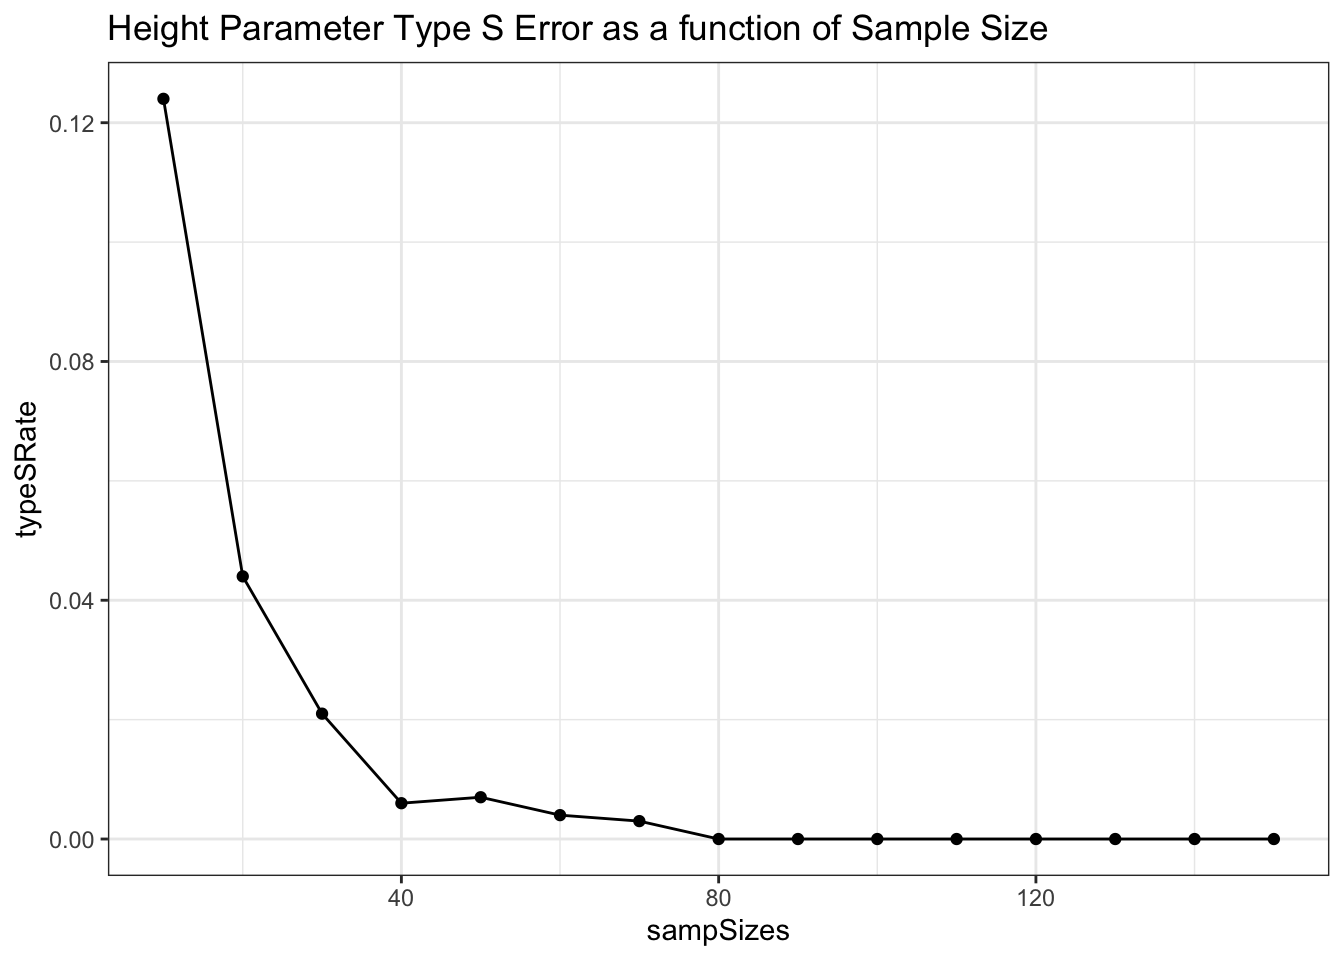 Height Parameter Type S Error as a function of Sample Size
0.12
0.08
0.04
0.00
typeSRate
40 80 120
sampSizes